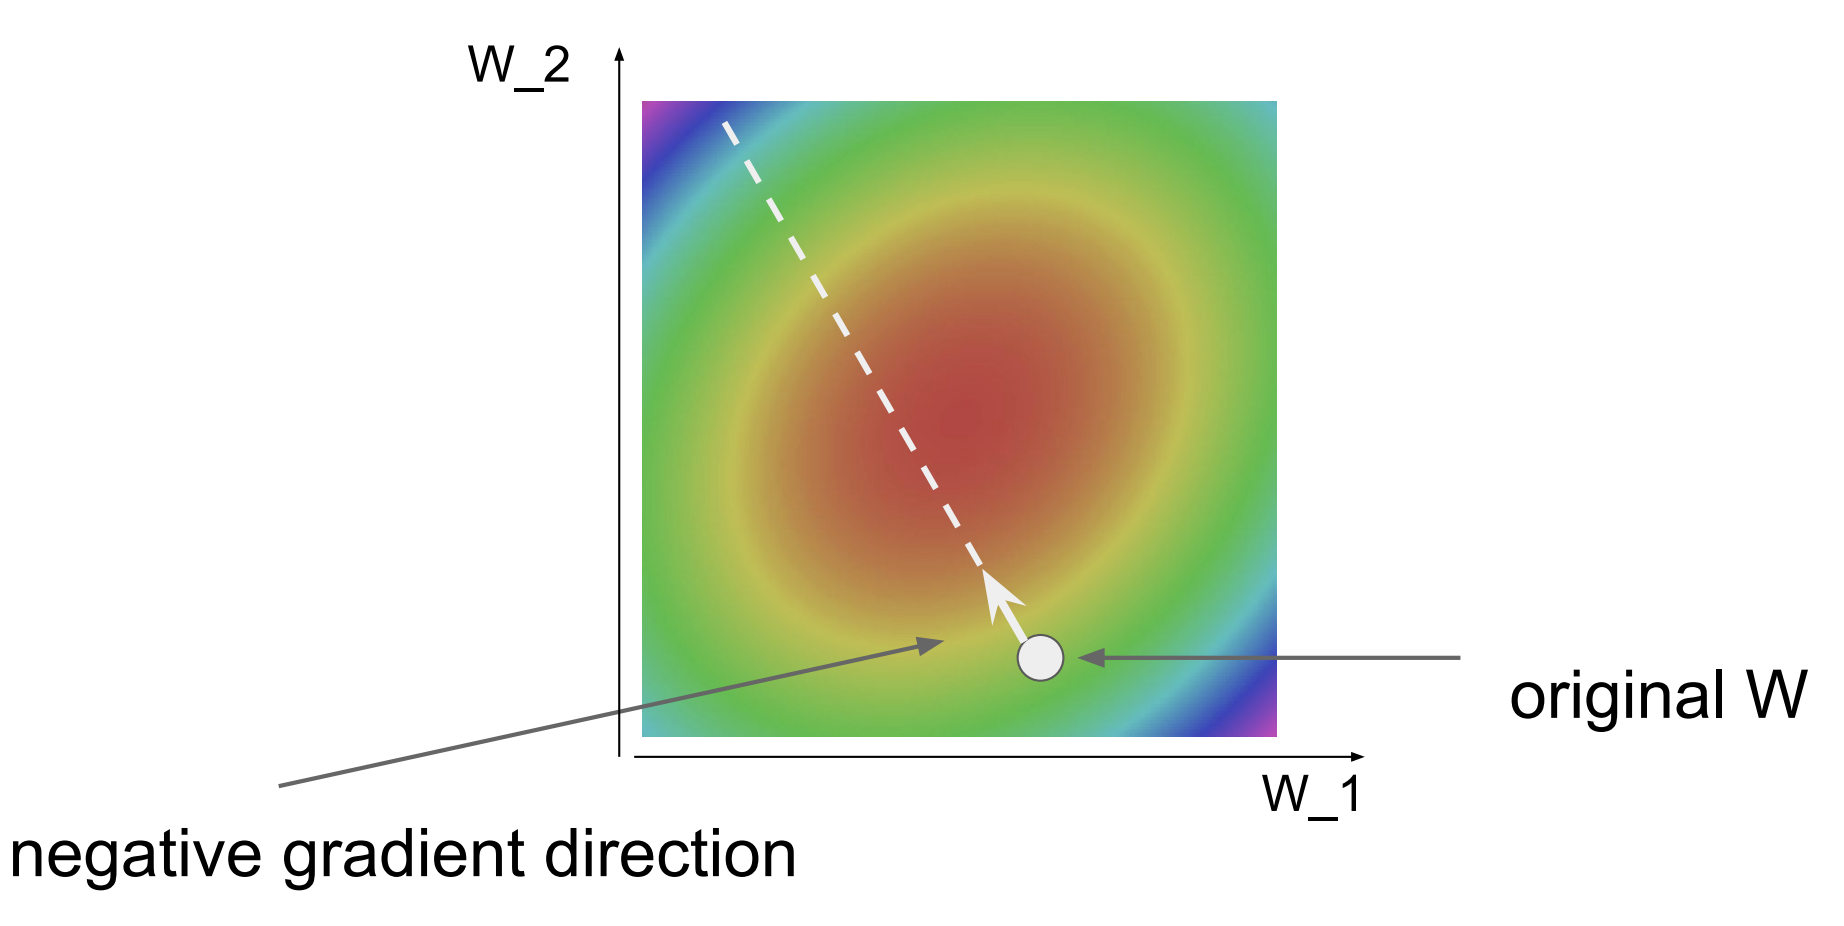 W_2
original W
W_1
negative gradient direction